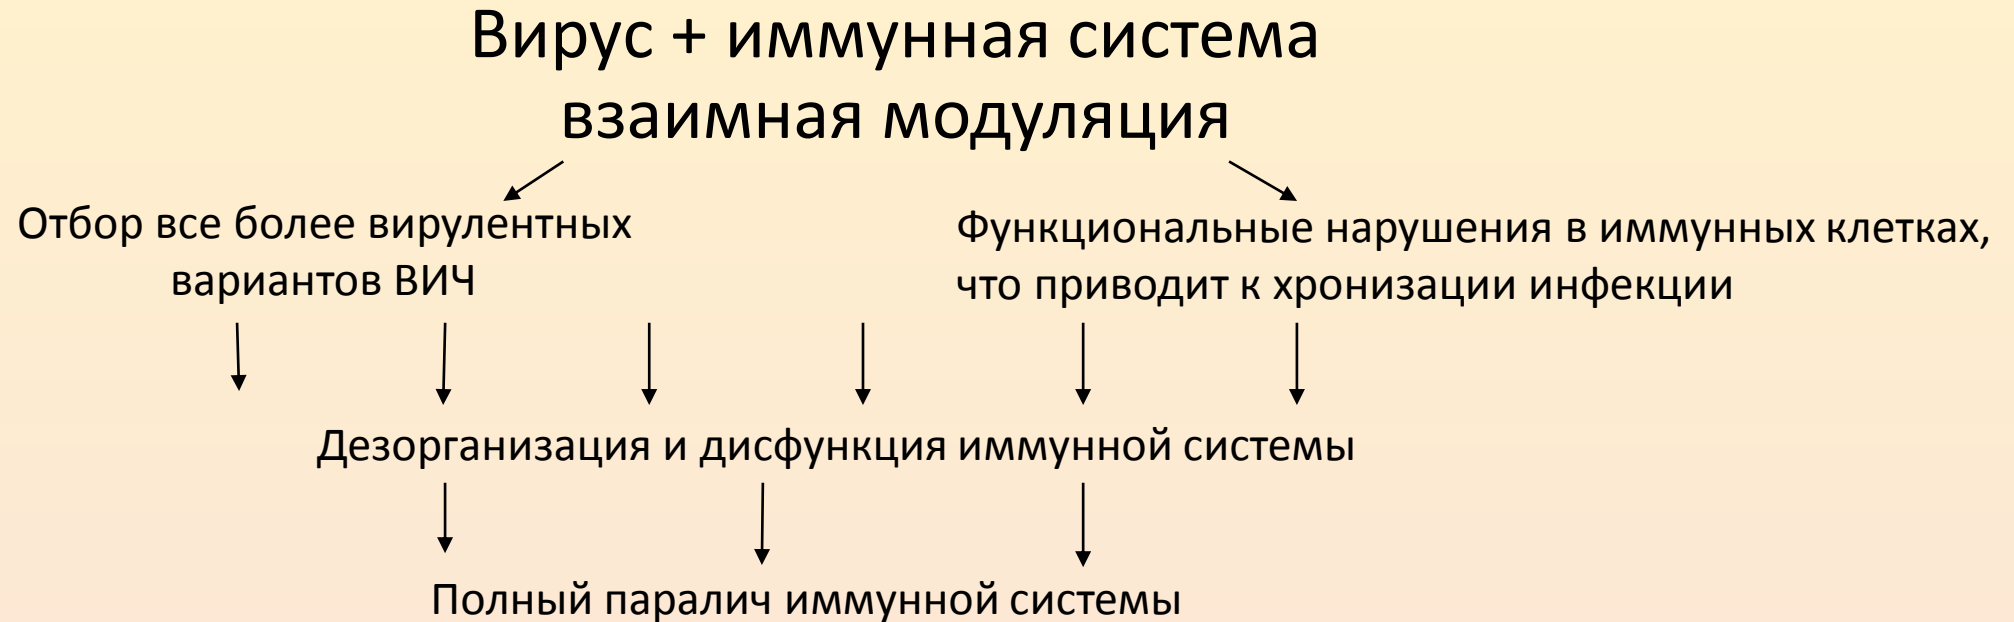 Вирус + иммунная система
взаимная модуляция
Отбор все более вирулентных
вариантов ВИЧ
Функциональные нарушения в иммунных клетках,
что приводит к хронизации инфекции
Дезорганизация и дисфункция иммунной системы
Полный паралич иммунной системы